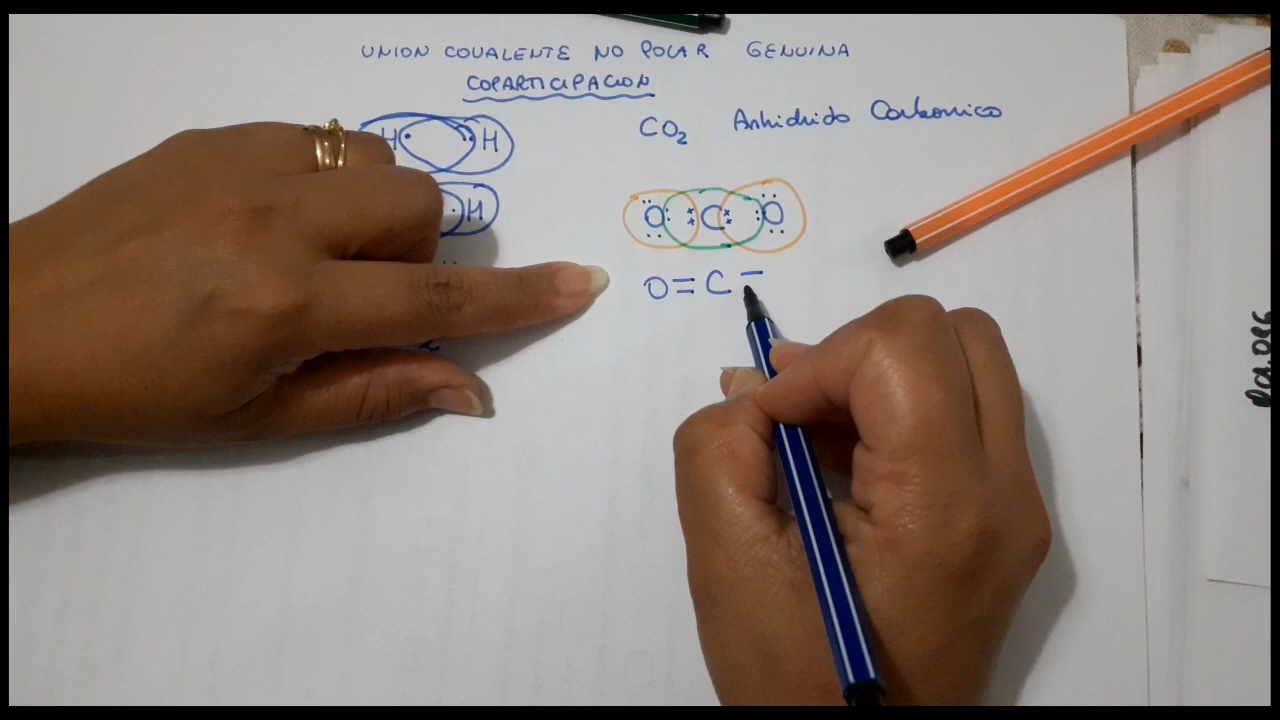 UNION COVALENTE NO POLAR GENUINA
COPARTICIPACION
CO₂ Anhidrido Carbonico
H H
H
O C O
O = C =